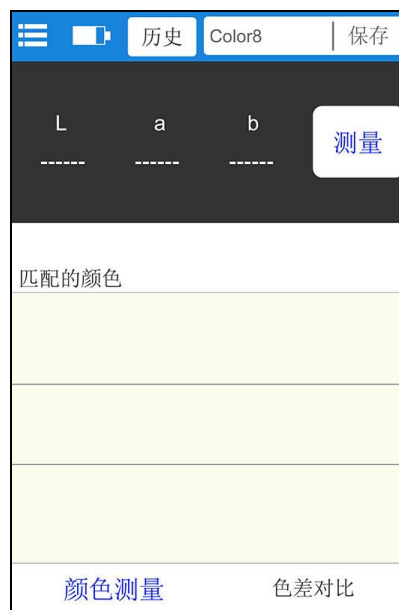 历史 Color8 保存
L a b
------ ------ ------
测量
匹配的颜色
颜色测量 色差对比